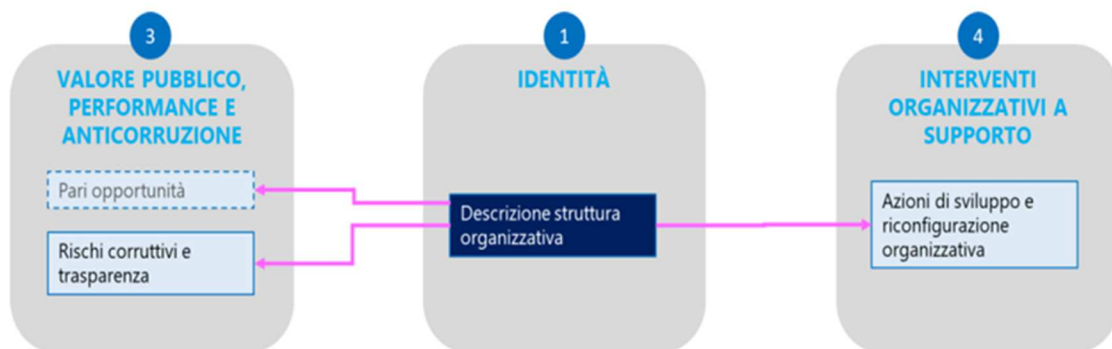 3
VALORE PUBBLICO,
PERFORMANCE E
ANTICORRUZIONE
Pari opportunità
Rischi corruttivi e
trasparenza
1
IDENTITÀ
Descrizione struttura
organizzativa
4
INTERVENTI
ORGANIZZATIVI A
SUPPORTO
Azioni di sviluppo e
riconfigurazione
organizzativa